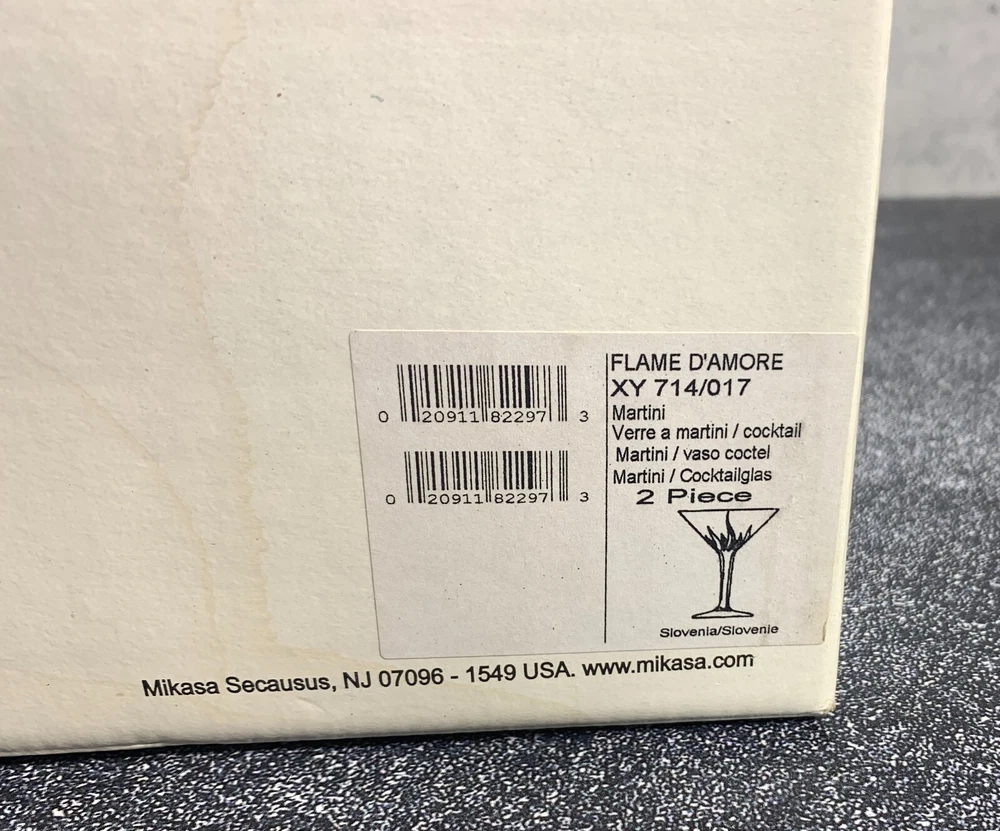 0 20911 82297 3
0 20911 82297 3
FLAME D'AMORE
XY 714/017
Martini
Verre a martini / cocktail
Martini / vaso coctel
Martini / Cocktailglas
2 Piece
Slovenia/Slovenie
Mikasa Secausus, NJ 07096 - 1549 USA. www.mikasa.com